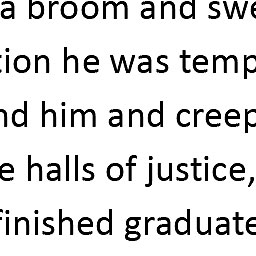 a broom and swe
tion he was temp
nd him and creep
e halls of justice,
finished graduate